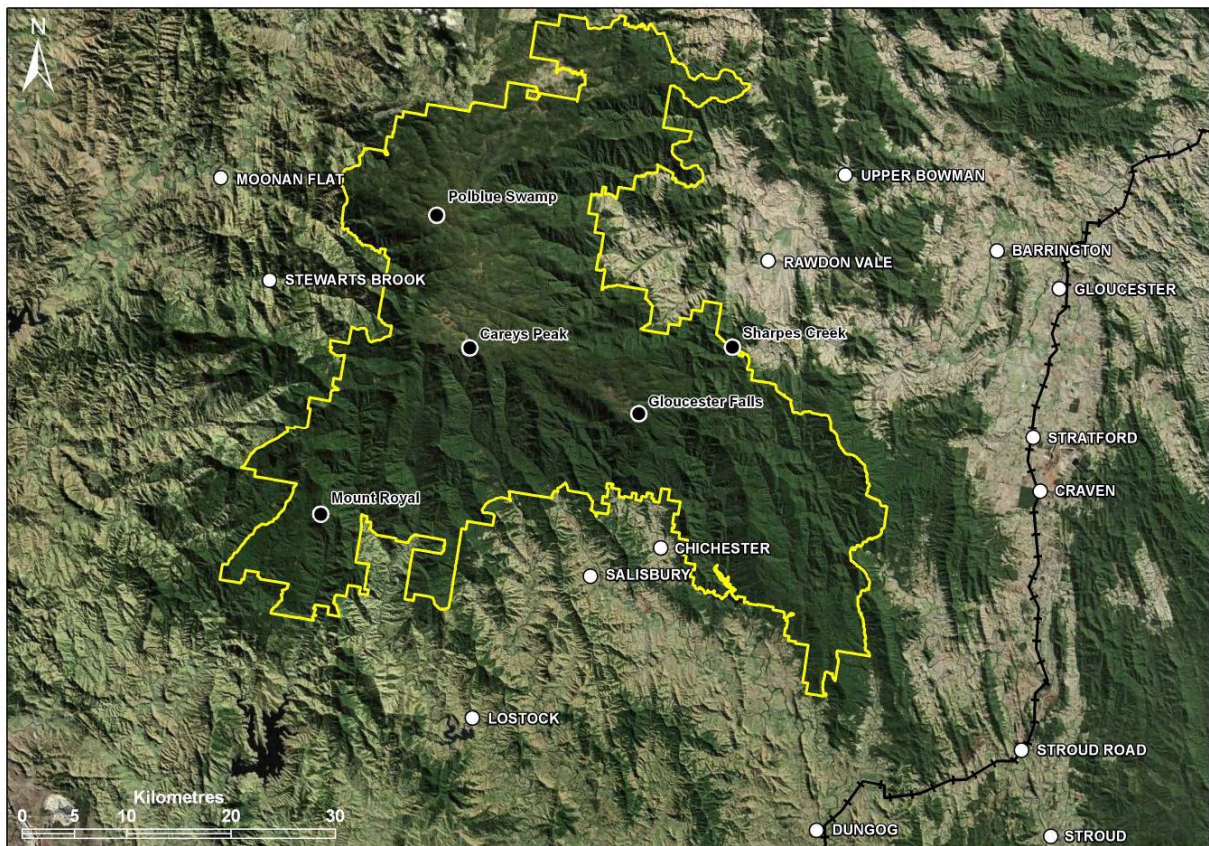 N
MOONAN FLAT
UPPER BOWMAN
Polblue Swamp
BARRINGTON
RAWDON VALE
STEWARTS BROOK
GLOUCESTER
Careys Peak
Sharpes Creek
Gloucester Falls
STRATFORD
CRAVEN
Mount Royal
CHICHESTER
SALISBURY
LOSTOCK
STROUD ROAD
Kilometres
0 5 10 20 30
DUNGOG
STROUD